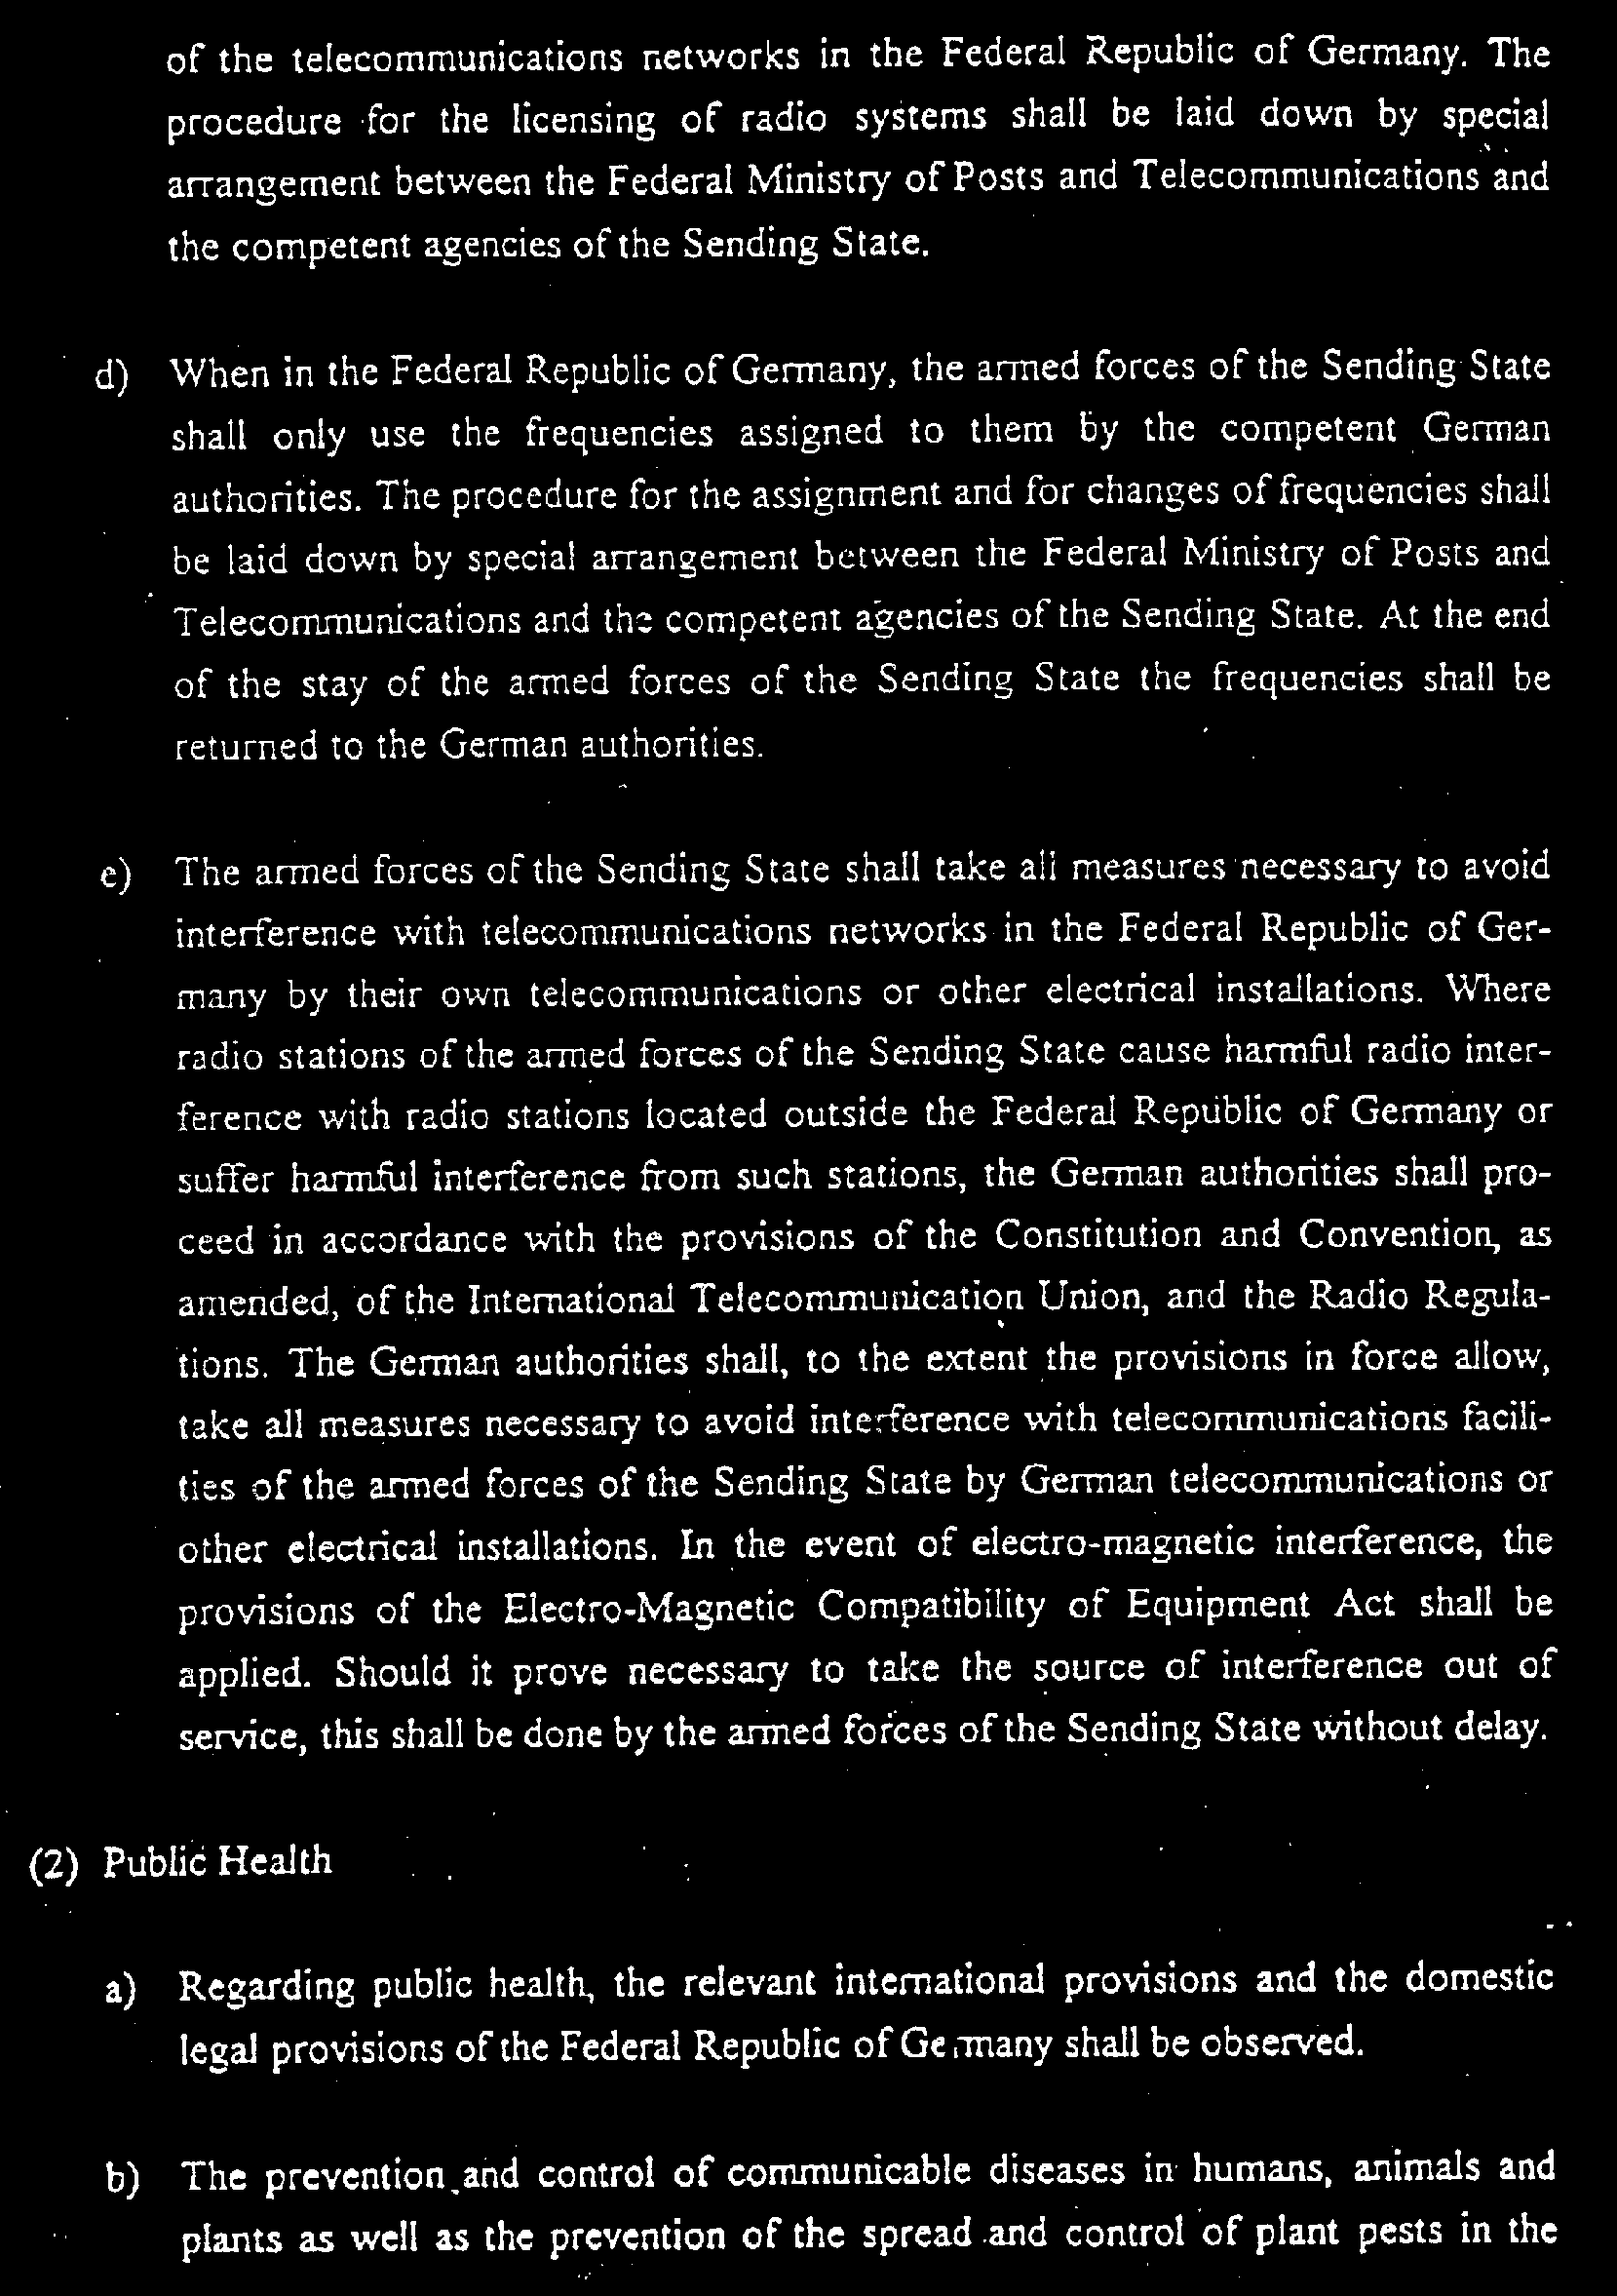 of the telecommunications networks in the Federal Republic of Germany. The
procedure for the licensing of radio systems shall be laid down by special
arrangement between the Federal Ministry of Posts and Telecommunications and
the competent agencies of the Sending State.
d) When in the Federal Republic of Germany, the armed forces of the Sending State
shall only use the frequencies assigned to them by the competent German
authorities. The procedure for the assignment and for changes of frequencies shall
be laid down by special arrangement between the Federal Ministry of Posts and
Telecommunications and the competent agencies of the Sending State. At the end
of the stay of the armed forces of the Sending State the frequencies shall be
returned to the German authorities.
e) The armed forces of the Sending State shall take all measures necessary to avoid
interference with telecommunications networks in the Federal Republic of Ger-
many by their own telecommunications or other electrical installations. Where
radio stations of the armed forces of the Sending State cause harmful radio inter-
ference with radio stations located outside the Federal Republic of Germany or
suffer harmful interference from such stations, the German authorities shall pro-
ceed in accordance with the provisions of the Constitution and Convention, as
amended, of the International Telecommunication Union, and the Radio Regula-
tions. The German authorities shall, to the extent the provisions in force allow,
take all measures necessary to avoid interference with telecommunications facili-
ties of the armed forces of the Sending State by German telecommunications or
other electrical installations. In the event of electro-magnetic interference, the
provisions of the Electro-Magnetic Compatibility of Equipment Act shall be
applied. Should it prove necessary to take the source of interference out of
service, this shall be done by the armed forces of the Sending State without delay.
(2) Public Health
a) Regarding public health, the relevant international provisions and the domestic
legal provisions of the Federal Republic of Germany shall be observed.
b) The prevention and control of communicable diseases in humans, animals and
plants as well as the prevention of the spread and control of plant pests in the